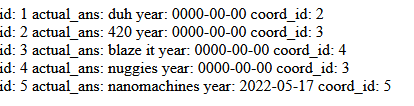 id: 1 actual_ans: duh year: 0000-00-00 coord_id: 2
id: 2 actual_ans: 420 year: 0000-00-00 coord_id: 3
id: 3 actual_ans: blaze it year: 0000-00-00 coord_id: 4
id: 4 actual_ans: nuggies year: 0000-00-00 coord_id: 3
id: 5 actual_ans: nanomachines year: 2022-05-17 coord_id: 5